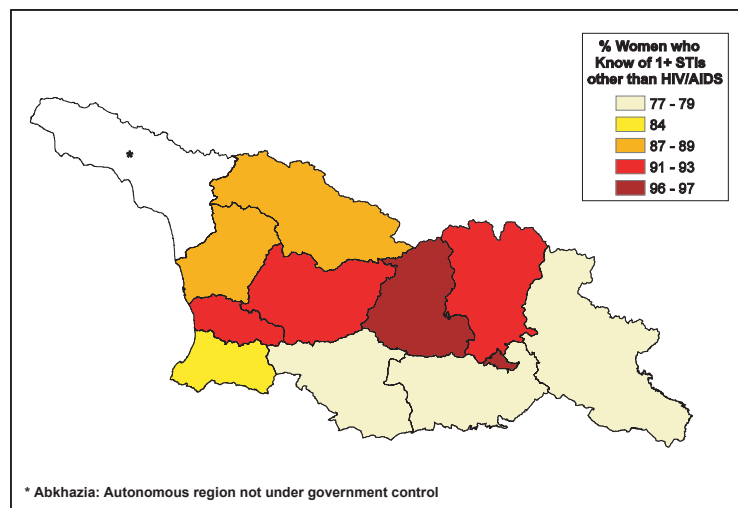 % Women who
Know of 1+ STIs
other than HIV/AIDS
77 - 79
84
87 - 89
91 - 93
96 - 97
*
* Abkhazia: Autonomous region not under government control